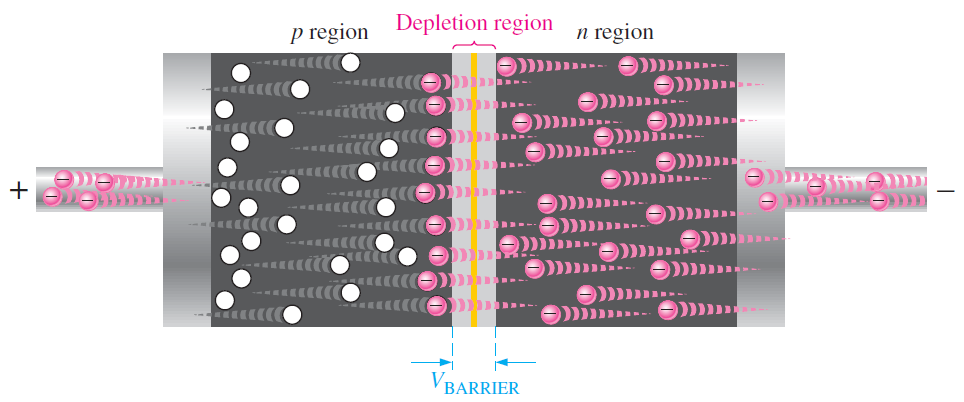 p region
Depletion region
n region
+
−
V_BARRIER